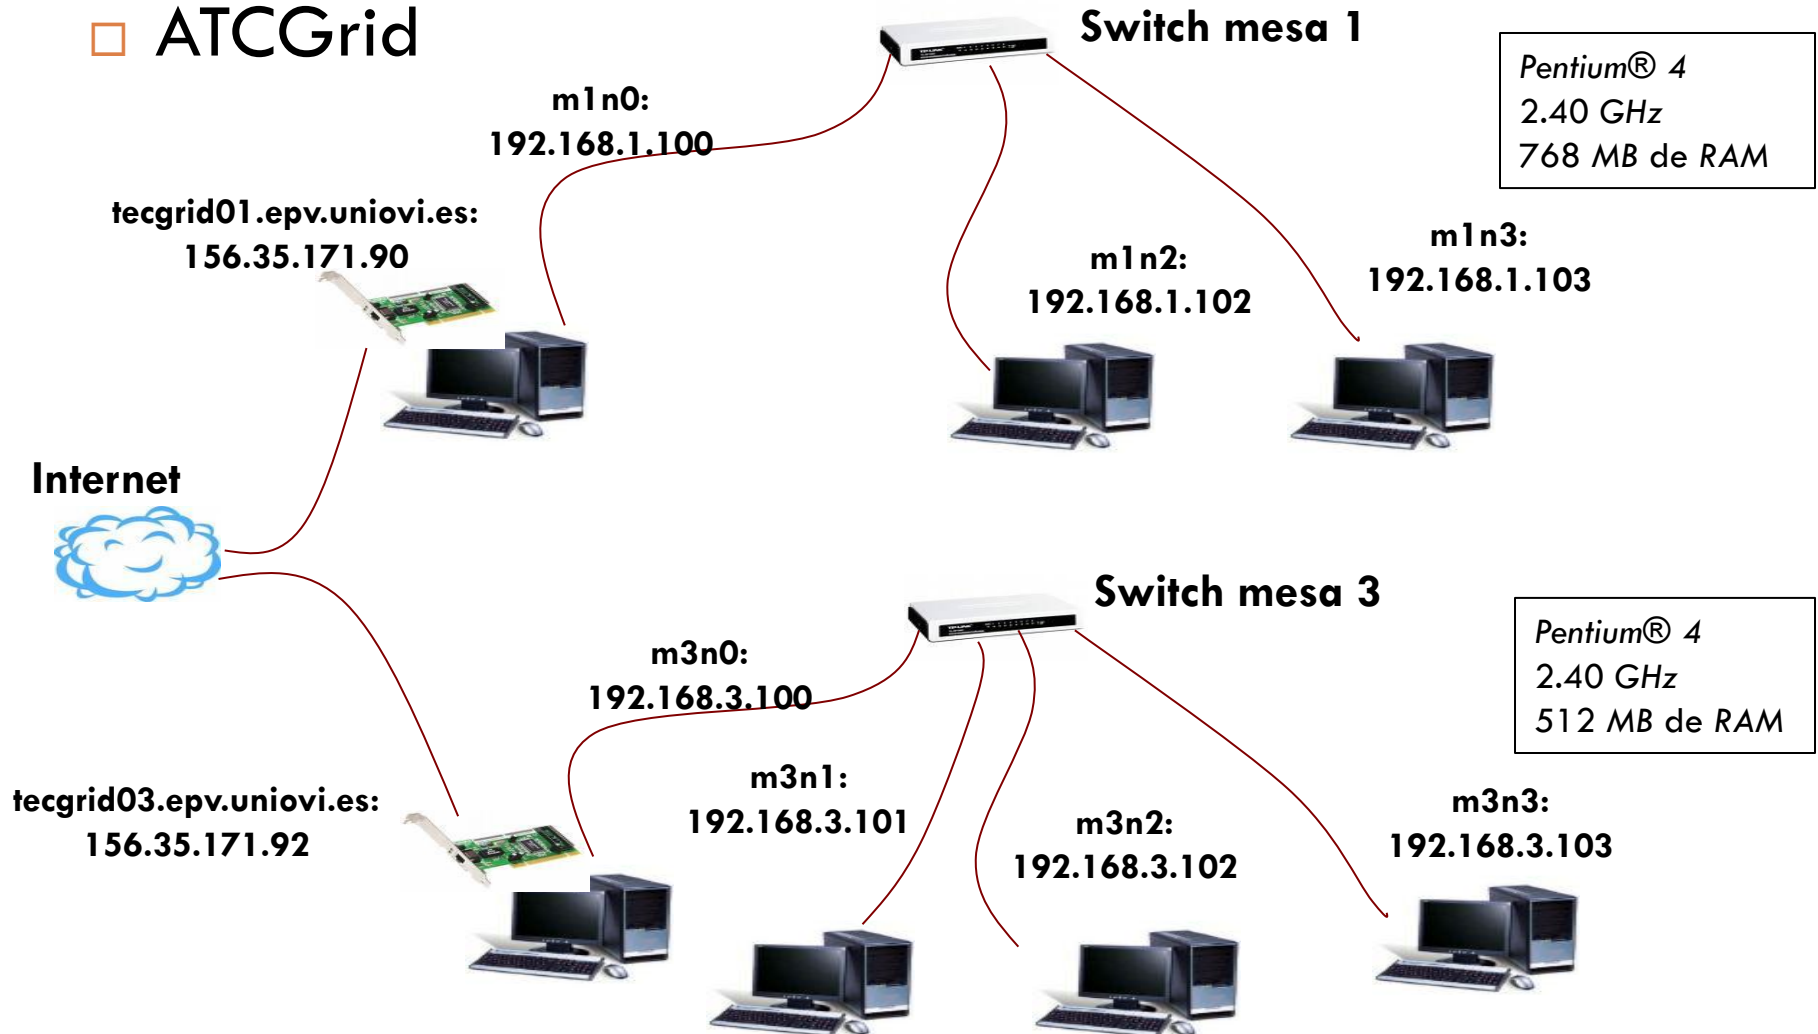 ATCGrid
Switch mesa 1
Pentium® 4
2.40 GHz
768 MB de RAM
m1n0:
192.168.1.100
tecgrid01.epv.uniovi.es:
156.35.171.90
m1n2:
192.168.1.102
m1n3:
192.168.1.103
Internet
Switch mesa 3
Pentium® 4
2.40 GHz
512 MB de RAM
m3n0:
192.168.3.100
tecgrid03.epv.uniovi.es:
156.35.171.92
m3n1:
192.168.3.101
m3n2:
192.168.3.102
m3n3:
192.168.3.103